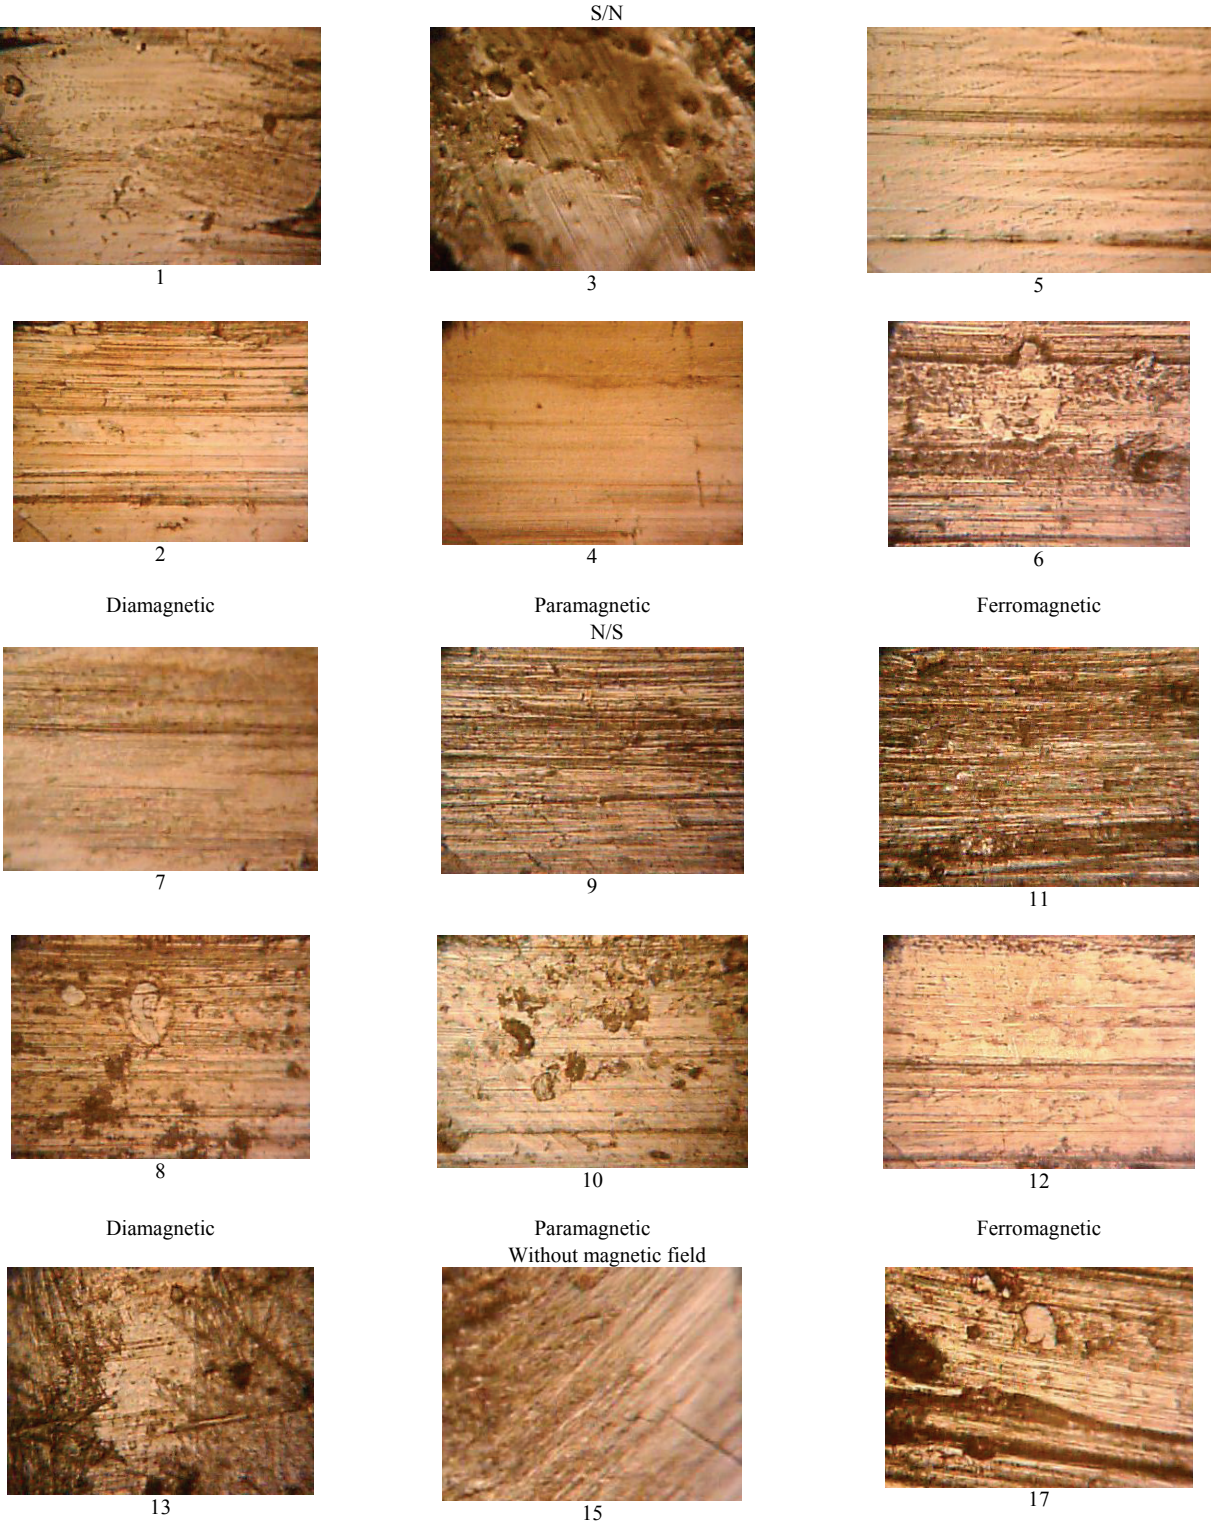 S/N
1 3 5
2 4 6
Diamagnetic Paramagnetic Ferromagnetic
N/S
7 9 11
8 10 12
Diamagnetic Paramagnetic Ferromagnetic
Without magnetic field
13 15 17